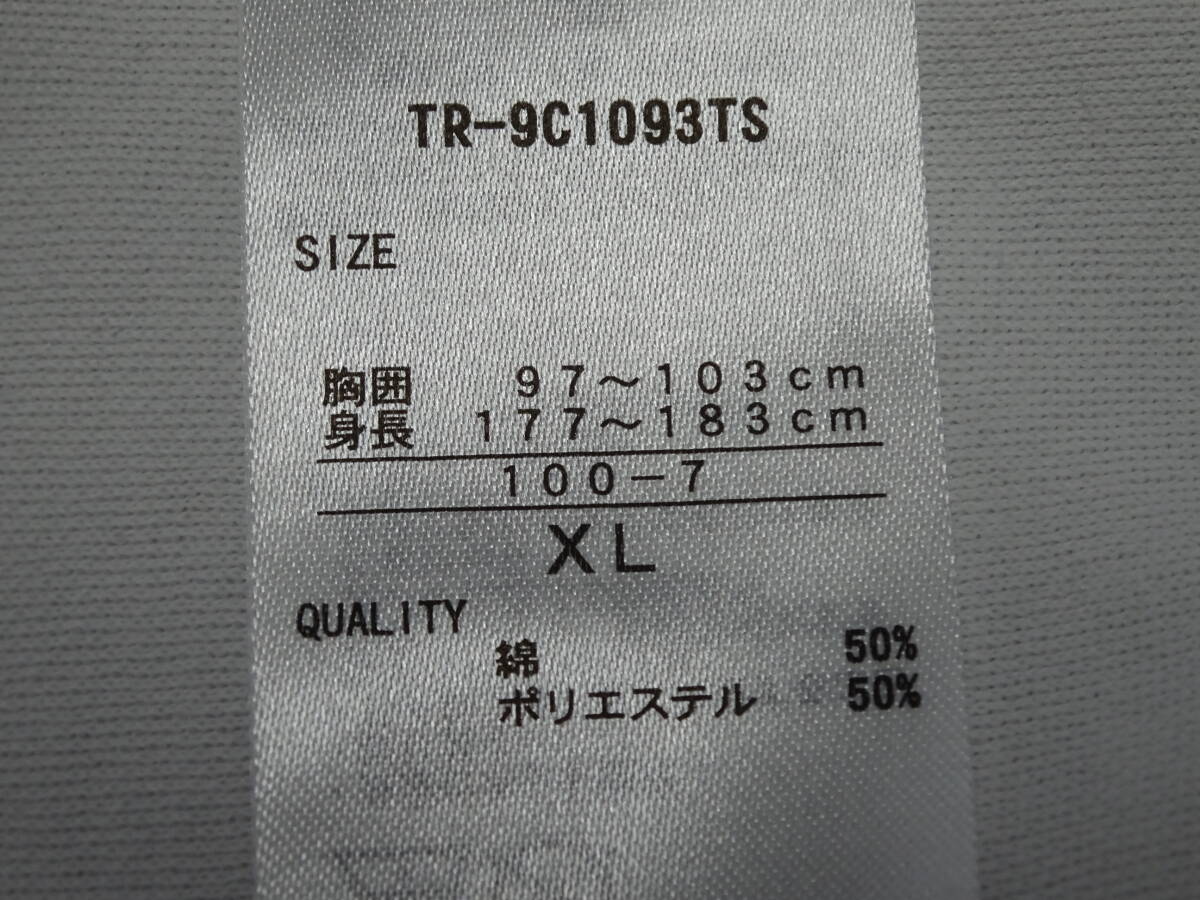 TR-9C1093TS
SIZE
胸囲 97～103cm
身長 177～183cm
100-7
XL
QUALITY
綿 50%
ポリエステル 50%